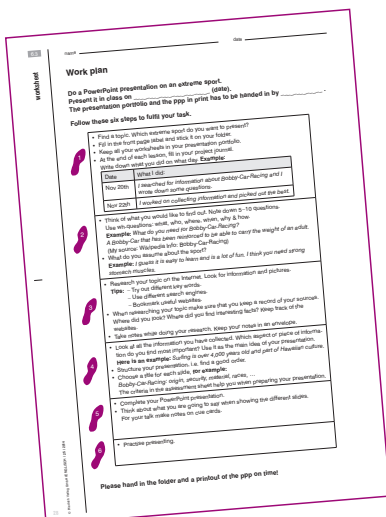 6.5
worksheet
name
date
Work plan
Do a PowerPoint presentation on an extreme sport.
Present it in class on (date).
The presentation portfolio and the ppp in print has to be handed in by .
Follow these six steps to fulfil your task.
1
• Find a topic. Which extreme sport do you want to present?
• Fill in the front page label and stick it on your folder.
• Keep all your worksheets in your presentation portfolio.
• At the end of each lesson, fill in your project journal.
Write down what you did on what day. Example:
Date What I did:
Nov 20th I searched for information about Bobby-Car-Racing and I
wrote down some questions.
Nov 22th I worked on collecting information and picked out the best.
2
• Think of what you would like to find out. Note down 5–10 questions.
Use wh-questions: what, who, where, when, why & how.
Example: What do you need for Bobby-Car-Racing?
A Bobby-Car that has been reinforced to be able to carry the weight of an adult.
(My source: Wikipedia Info: Bobby-Car-Racing)
• What do you assume about the sport?
Example: I guess it is easy to learn and is a lot of fun. I think you need strong
stomach muscles.
3
• Research your topic on the Internet. Look for information and pictures.
Tips: – Try out different key words.
– Use different search engines.
– Bookmark useful websites.
• When researching your topic make sure that you keep a record of your sources.
Where did you look? Where did you find interesting facts? Keep track of the
websites.
• Take notes while doing your research. Keep your notes in an envelope.
4
• Look at all the information you have collected. Which aspect or piece of informa-
tion do you find most important? Use it as the main idea of your presentation.
Here is an example: Surfing is over 4,000 years old and part of Hawaiian culture.
• Structure your presentation, i.e. find a good order.
• Choose a title for each slide, for example:
Bobby-Car-Racing: origin, security, material, races, …
The criteria in the assessment sheet help you when preparing your presentation.
5
• Complete your PowerPoint presentation.
• Think about what you are going to say when showing the different slides.
For your talk make notes on cue cards.
6
• Practise presenting.
Please hand in the folder and a printout of the ppp on time!